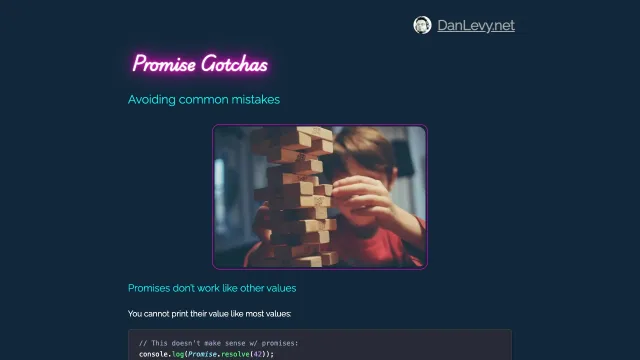 DanLevy.net
Promise Gotchas
Avoiding common mistakes
Promises don't work like other values
You cannot print their value like most values:
// This doesn't make sense w/ promises:
console.log(Promise.resolve(42));